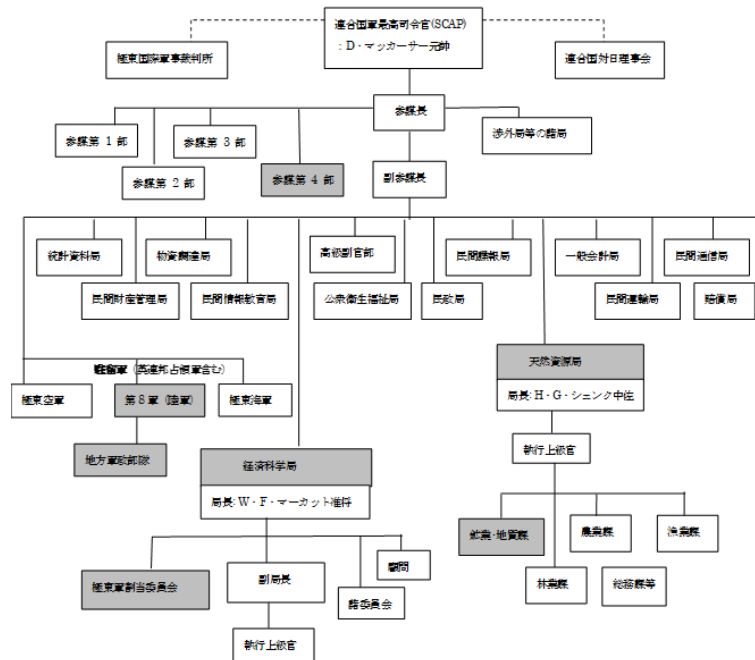 連合国軍最高司令官(SCAP)
：D・マッカーサー元帥
極東国際軍事裁判所
連合国対日理事会
参謀長
参謀第 1 部
参謀第 3 部
渉外局等の諸局
参謀第 2 部
参謀第 4 部
副参謀長
統計資料局
物資調達局
高級副官部
民間諜報局
一般会計局
民間通信局
民間財産管理局
民間情報教育局
公衆衛生福祉局
民政局
民間運輸局
賠償局
(英連邦占領軍含む)
天然資源局
局長:H・G・シェンク中佐
極東空軍
第８軍 (陸軍)
極東海軍
地方軍政部隊
執行上級官
経済科学局
局長:W・F・マーカット准将
鉱業・地質課
農業課
漁業課
林業課
総務課等
極東軍割当委員会
副局長
顧問
諸委員会
執行上級官